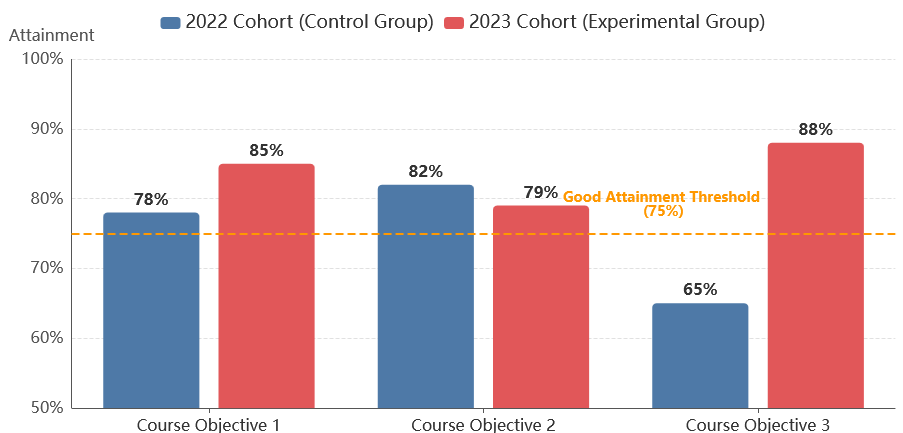 2022 Cohort (Control Group) 2023 Cohort (Experimental Group)
Attainment
100%
90%
80%
70%
60%
50%
78%
85%
82%
79%
65%
88%
Good Attainment Threshold
(75%)
Course Objective 1
Course Objective 2
Course Objective 3